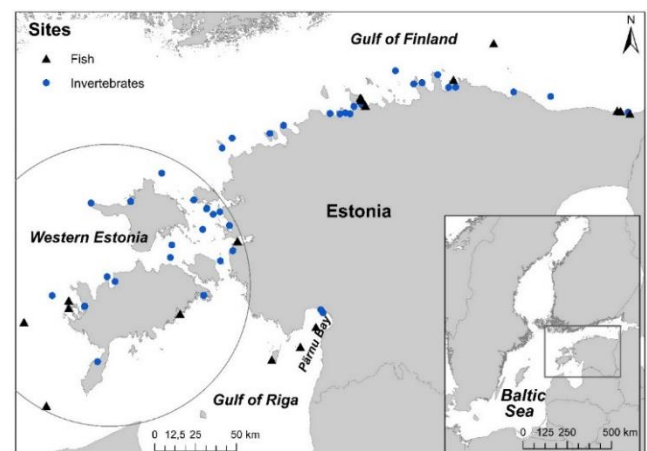 Sites
Fish
Invertebrates
Gulf of Finland
N
Western Estonia
Estonia
Pärnu Bay
Gulf of Riga
0 12,5 25 50 km
Baltic
Sea
0 125 250 500 km